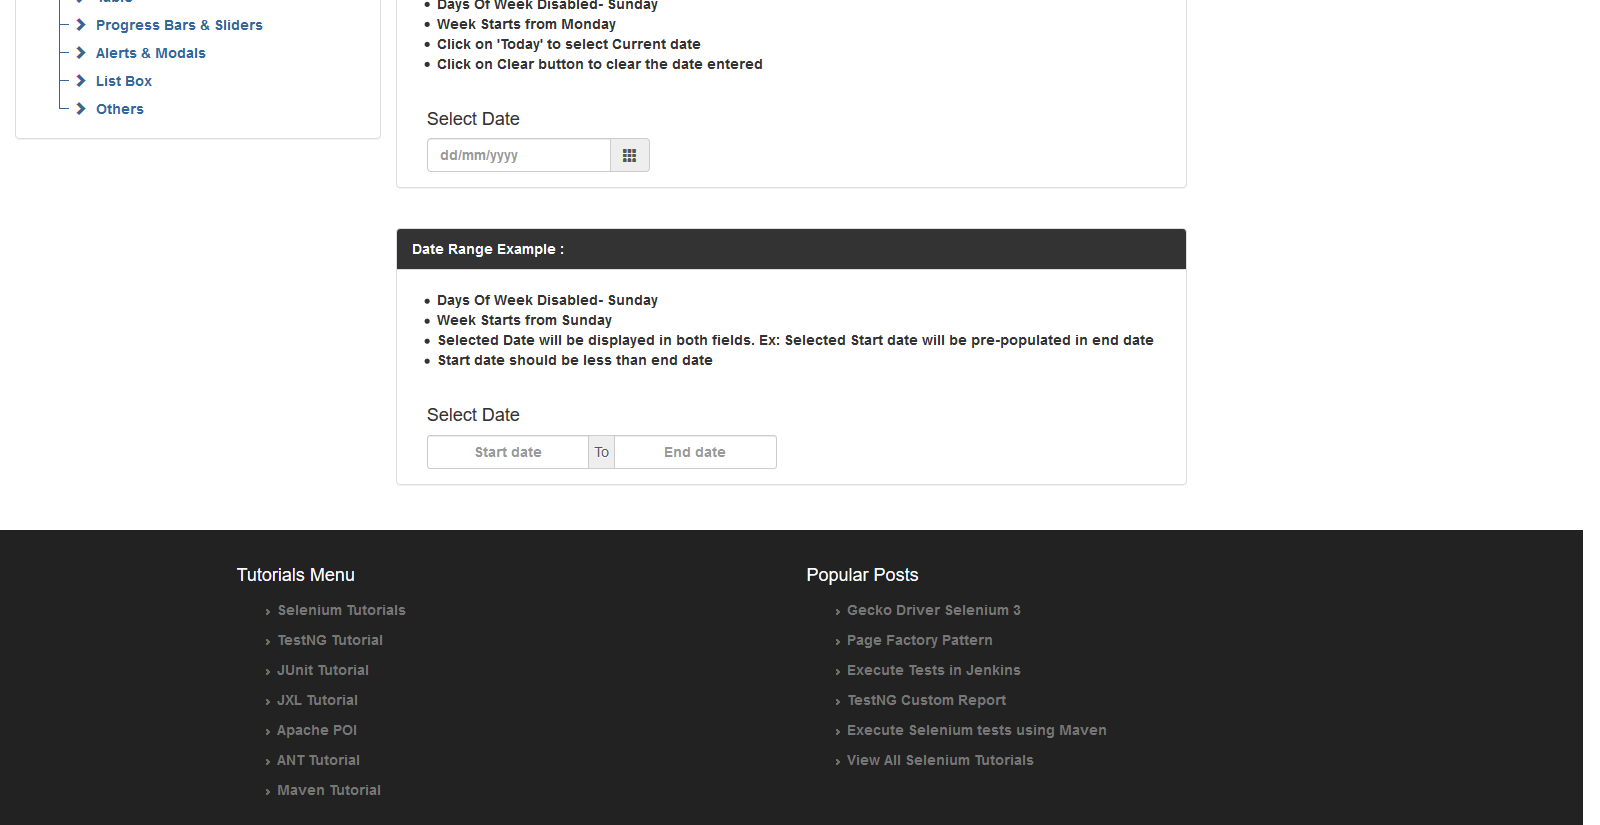 Progress Bars & Sliders
Alerts & Modals
List Box
Others
Days Of Week Disabled- Sunday
Week Starts from Monday
Click on 'Today' to select Current date
Click on Clear button to clear the date entered
Select Date
dd/mm/yyyy
Date Range Example :
Days Of Week Disabled- Sunday
Week Starts from Sunday
Selected Date will be displayed in both fields. Ex: Selected Start date will be pre-populated in end date
Start date should be less than end date
Select Date
Start date To End date
Tutorials Menu
Selenium Tutorials
TestNG Tutorial
JUnit Tutorial
JXL Tutorial
Apache POI
ANT Tutorial
Maven Tutorial
Popular Posts
Gecko Driver Selenium 3
Page Factory Pattern
Execute Tests in Jenkins
TestNG Custom Report
Execute Selenium tests using Maven
View All Selenium Tutorials